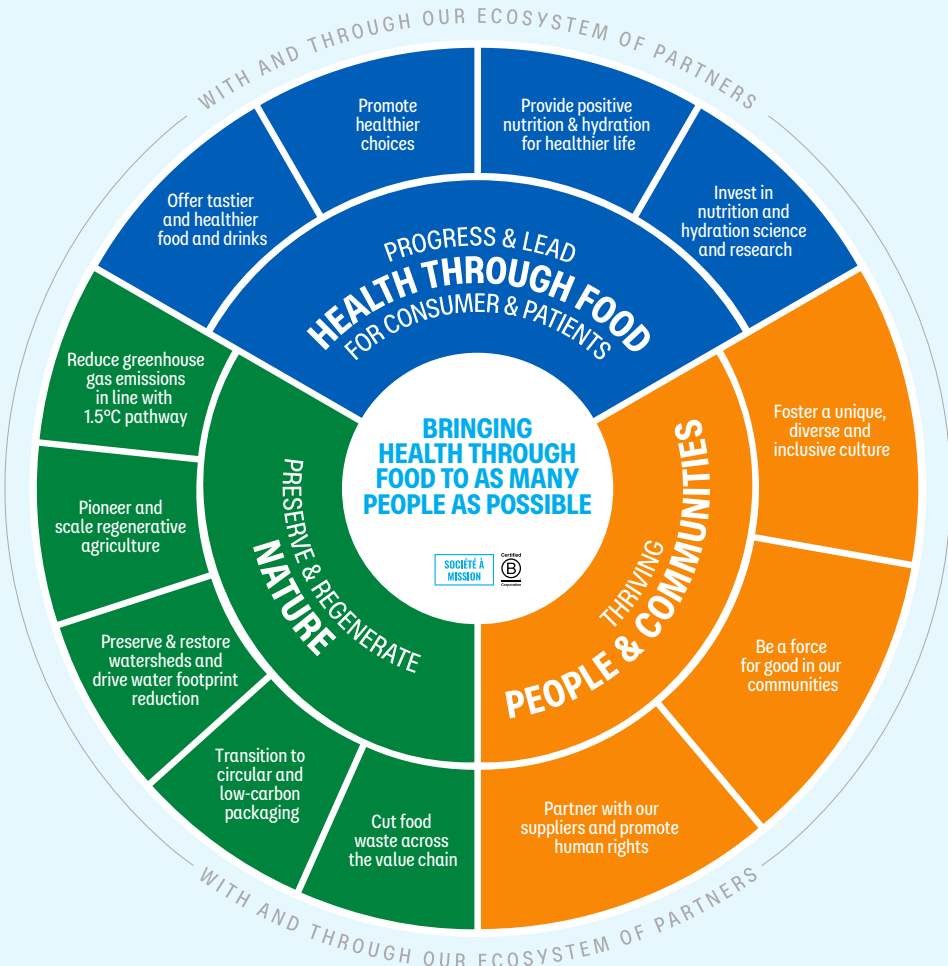 WITH AND THROUGH OUR ECOSYSTEM OF PARTNERS
Promote
healthier
choices
Provide positive
nutrition & hydration
for healthier life
Offer tastier
and healthier
food and drinks
Invest in
nutrition and
hydration science
and research
PROGRESS & LEAD
HEALTH THROUGH FOOD
FOR CONSUMER & PATIENTS
Reduce greenhouse
gas emissions
in line with
1.5°C pathway
Pioneer and
scale regenerative
agriculture
Preserve & restore
watersheds and
drive water footprint
reduction
Transition to
circular and
low-carbon
packaging
Cut food
waste across
the value chain
PRESERVE & REGENERATE
NATURE
BRINGING
HEALTH THROUGH
FOOD TO AS MANY
PEOPLE AS POSSIBLE
SOCIÉTÉ À
MISSION
Certified
B
Corporation
THRIVING
PEOPLE & COMMUNITIES
Foster a unique,
diverse and
inclusive culture
Be a force
for good in our
communities
Partner with our
suppliers and promote
human rights
WITH AND THROUGH OUR ECOSYSTEM OF PARTNERS